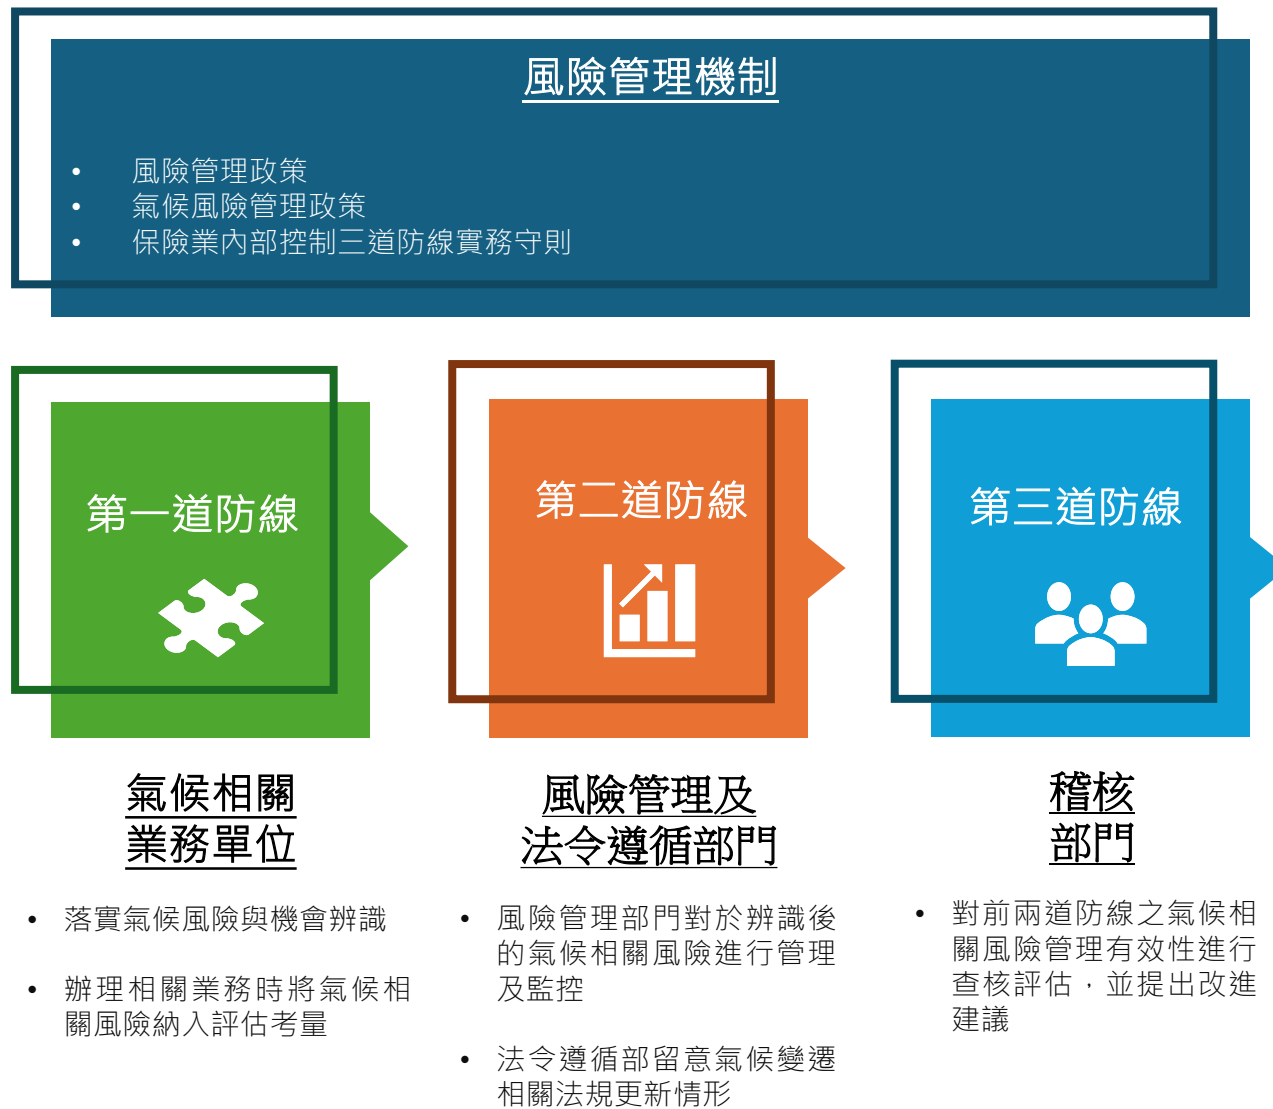 風險管理機制
• 風險管理政策
• 氣候風險管理政策
• 保險業內部控制三道防線實務守則
第一道防線
第二道防線
第三道防線
氣候相關
業務單位
• 落實氣候風險與機會辨識
• 辦理相關業務時將氣候相
關風險納入評估考量
風險管理及
法令遵循部門
• 風險管理部門對於辨識後
的氣候相關風險進行管理
及監控
• 法令遵循部留意氣候變遷
相關法規更新情形
稽核
部門
• 對前兩道防線之氣候相
關風險管理有效性進行
查核評估，並提出改進
建議